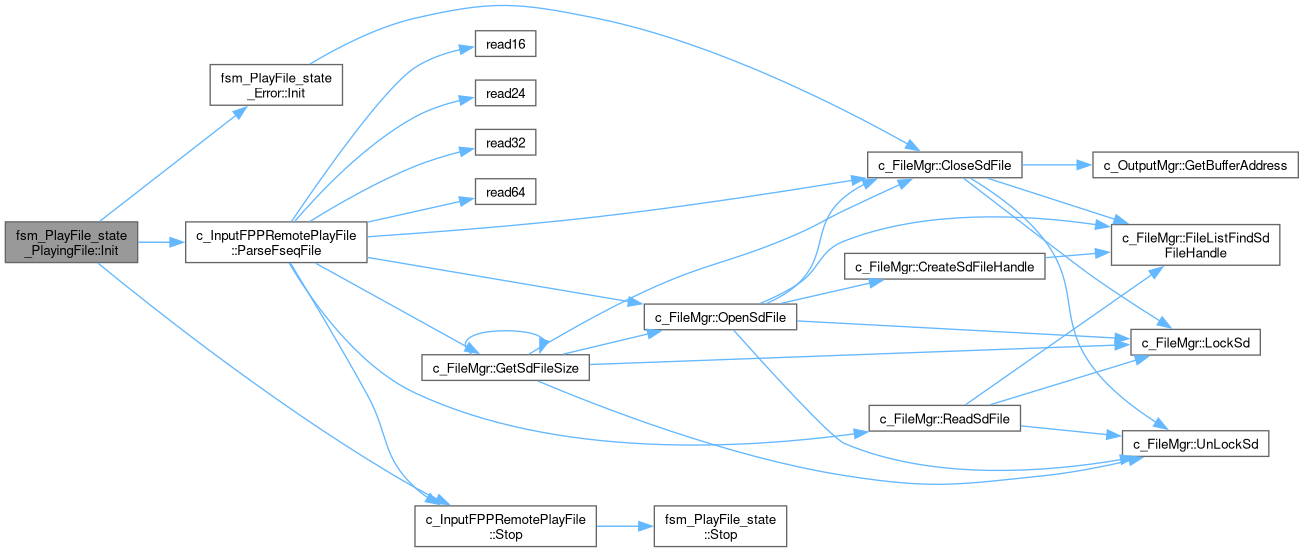 fsm_PlayFile_state
_PlayingFile::Init
fsm_PlayFile_state
_Error::Init
c_InputFPPRemotePlayFile
::ParseFseqFile
read16
read24
read32
read64
c_FileMgr::GetSdFileSize
c_InputFPPRemotePlayFile
::Stop
c_FileMgr::OpenSdFile
fsm_PlayFile_state
::Stop
c_FileMgr::CloseSdFile
c_FileMgr::CreateSdFileHandle
c_FileMgr::ReadSdFile
c_OutputMgr::GetBufferAddress
c_FileMgr::FileListFindSd
FileHandle
c_FileMgr::LockSd
c_FileMgr::UnLockSd